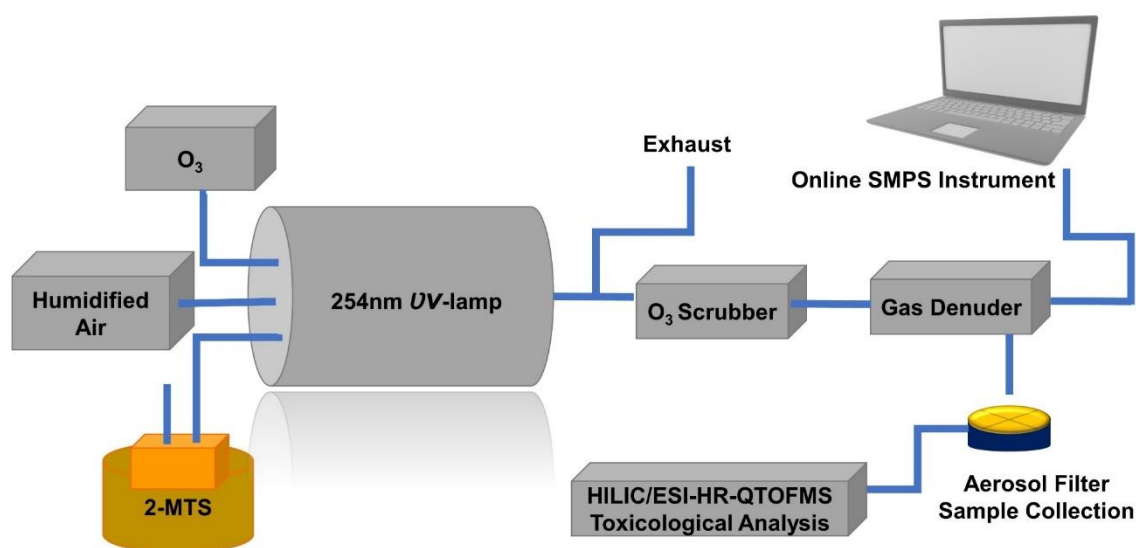 O₃
Exhaust
Online SMPS Instrument
Humidified
Air
254nm UV-lamp
O₃ Scrubber
Gas Denuder
2-MTS
HILIC/ESI-HR-QTOFMS
Toxicological Analysis
Aerosol Filter
Sample Collection